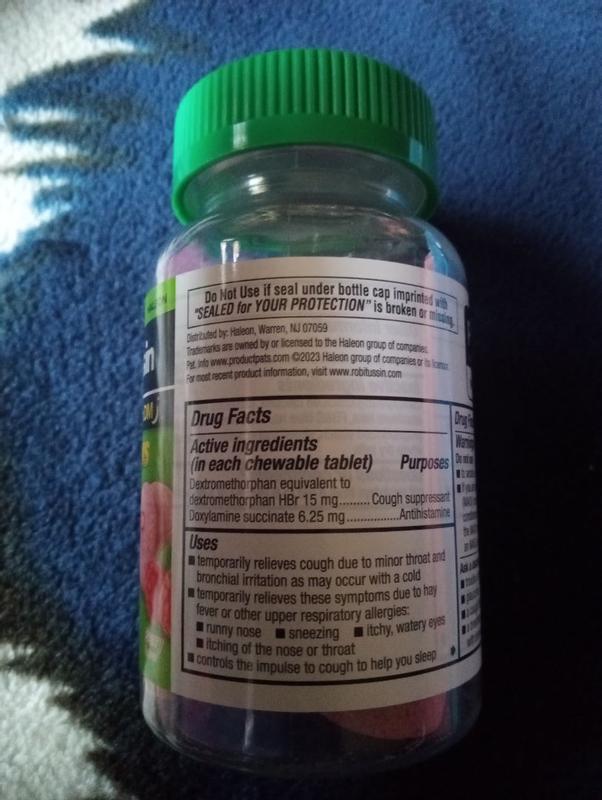 Do Not Use if seal under bottle cap imprinted with
"SEALED for YOUR PROTECTION" is broken or missing.
Distributed by: Haleon, Warren, NJ 07059
Trademarks are owned by or licensed to the Haleon group of companies.
Pat. Info www.productpats.com ©2023 Haleon group of companies or its licensor.
For most recent product information, visit www.robitussin.com
Drug Facts
Active ingredients
(in each chewable tablet) Purposes
Dextromethorphan equivalent to
dextromethorphan HBr 15 mg......... Cough suppressant
Doxylamine succinate 6.25 mg................Antihistamine
Uses
■ temporarily relieves cough due to minor throat and
bronchial irritation as may occur with a cold
■ temporarily relieves these symptoms due to hay
fever or other upper respiratory allergies:
■ runny nose ■ sneezing ■ itchy, watery eyes
■ itching of the nose or throat
■ controls the impulse to cough to help you sleep
in
DM
Drug
Do not